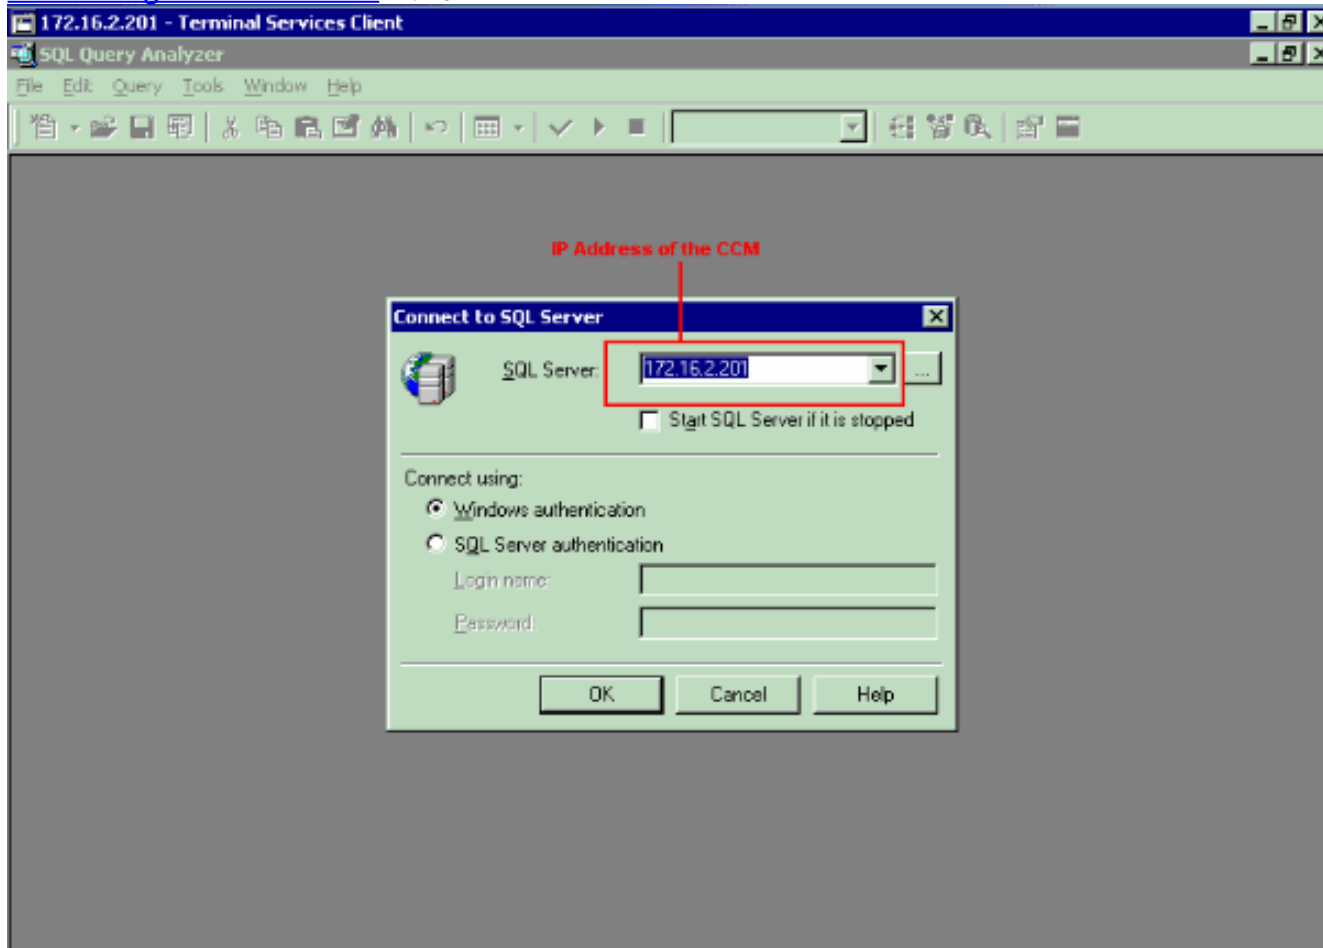 172.16.2.201 - Terminal Services Client
SQL Query Analyzer
File Edit Query Tools Window Help
IP Address of the CCM
Connect to SQL Server
SQL Server: 172.16.2.201 ...
Start SQL Server if it is stopped
Connect using:
Windows authentication
SQL Server authentication
Login name:
Password:
OK Cancel Help